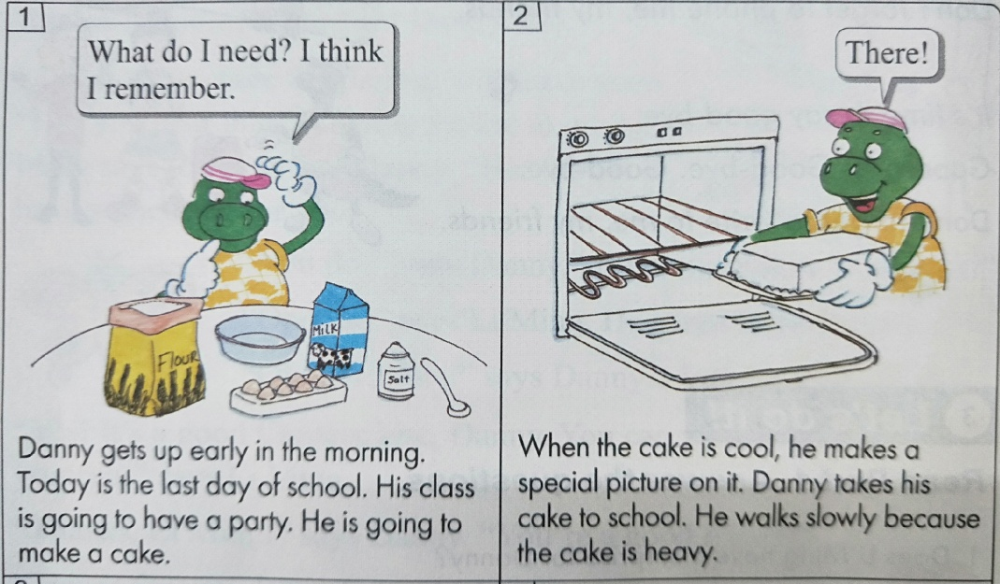 1
What do I need? I think
I remember.
MILK
FLOUR
Salt
Danny gets up early in the morning.
Today is the last day of school. His class
is going to have a party. He is going to
make a cake.
2
There!
When the cake is cool, he makes a
special picture on it. Danny takes his
cake to school. He walks slowly because
the cake is heavy.